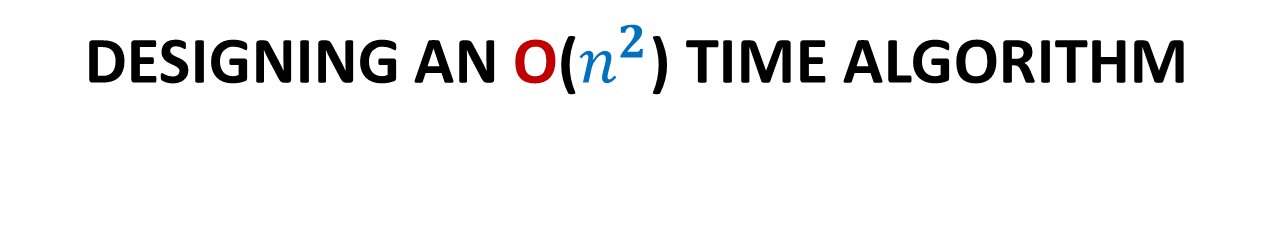 DESIGNING AN O(n²) TIME ALGORITHM